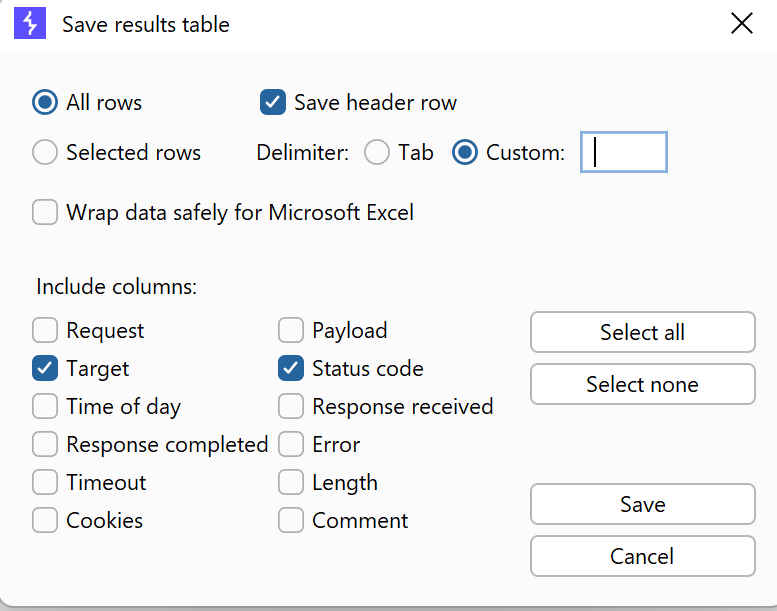 Save results table
All rows
Save header row
Selected rows
Delimiter:
Tab
Custom:
Wrap data safely for Microsoft Excel
Include columns:
Request
Payload
Select all
Target
Status code
Select none
Time of day
Response received
Response completed
Error
Timeout
Length
Save
Cookies
Comment
Cancel